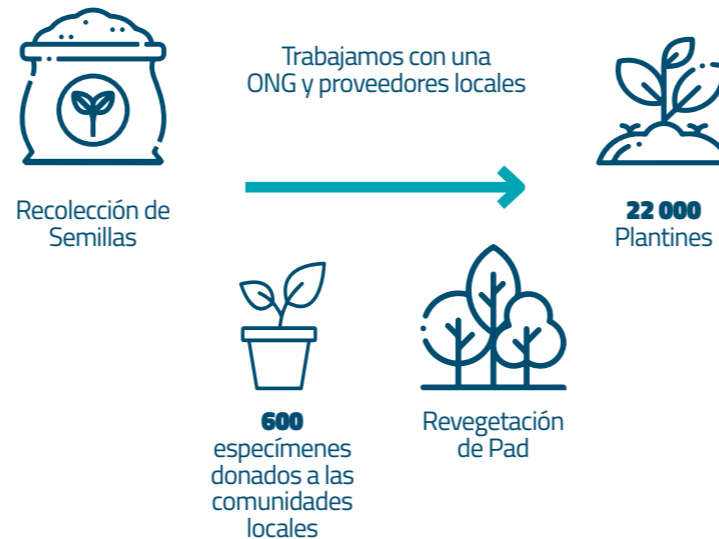 Trabajamos con una
ONG y proveedores locales
Recolección de
Semillas
22 000
Plantines
600
especímenes
donados a las
comunidades
locales
Revegetación
de Pad